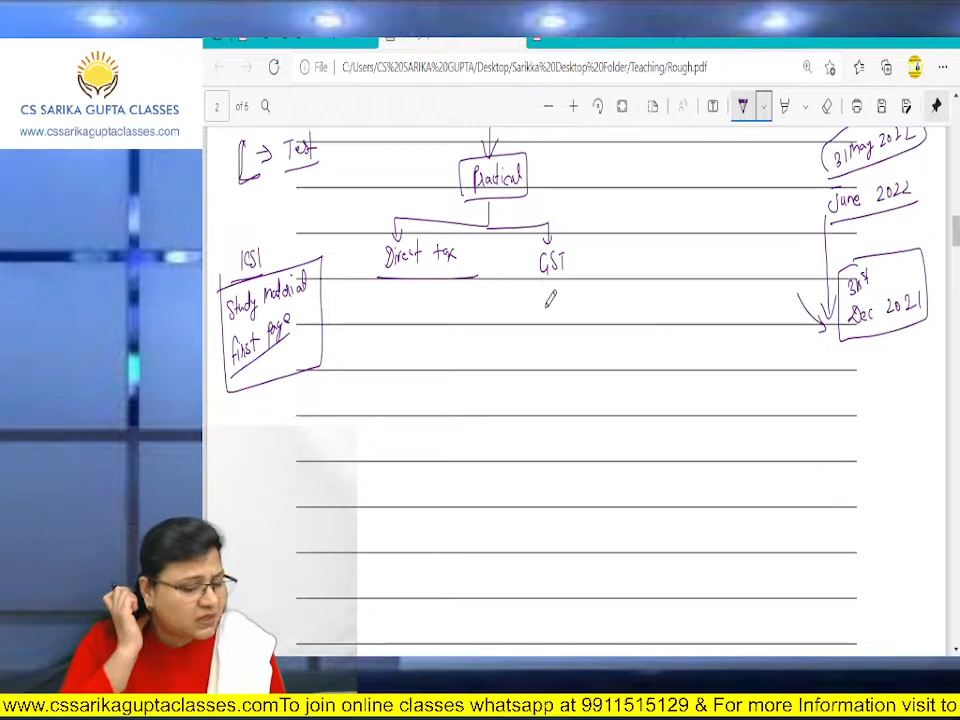 CS SARIKA GUPTA CLASSES
www.cssarikaguptaclasses.com
File
C:/Users/CS%20SARIKA%20GUPTA/Desktop/Sarikka%20Desktop%20Folder/Teaching/Rough.pdf
2 of 6
Test
Practical
31 May 2022
June 2022
Direct tax
GST
ICSI
Study material
first page
31st
Dec 2021
www.cssarikaguptaclasses.comTo join online classes whatsapp at 9911515129 & For more Information visit to